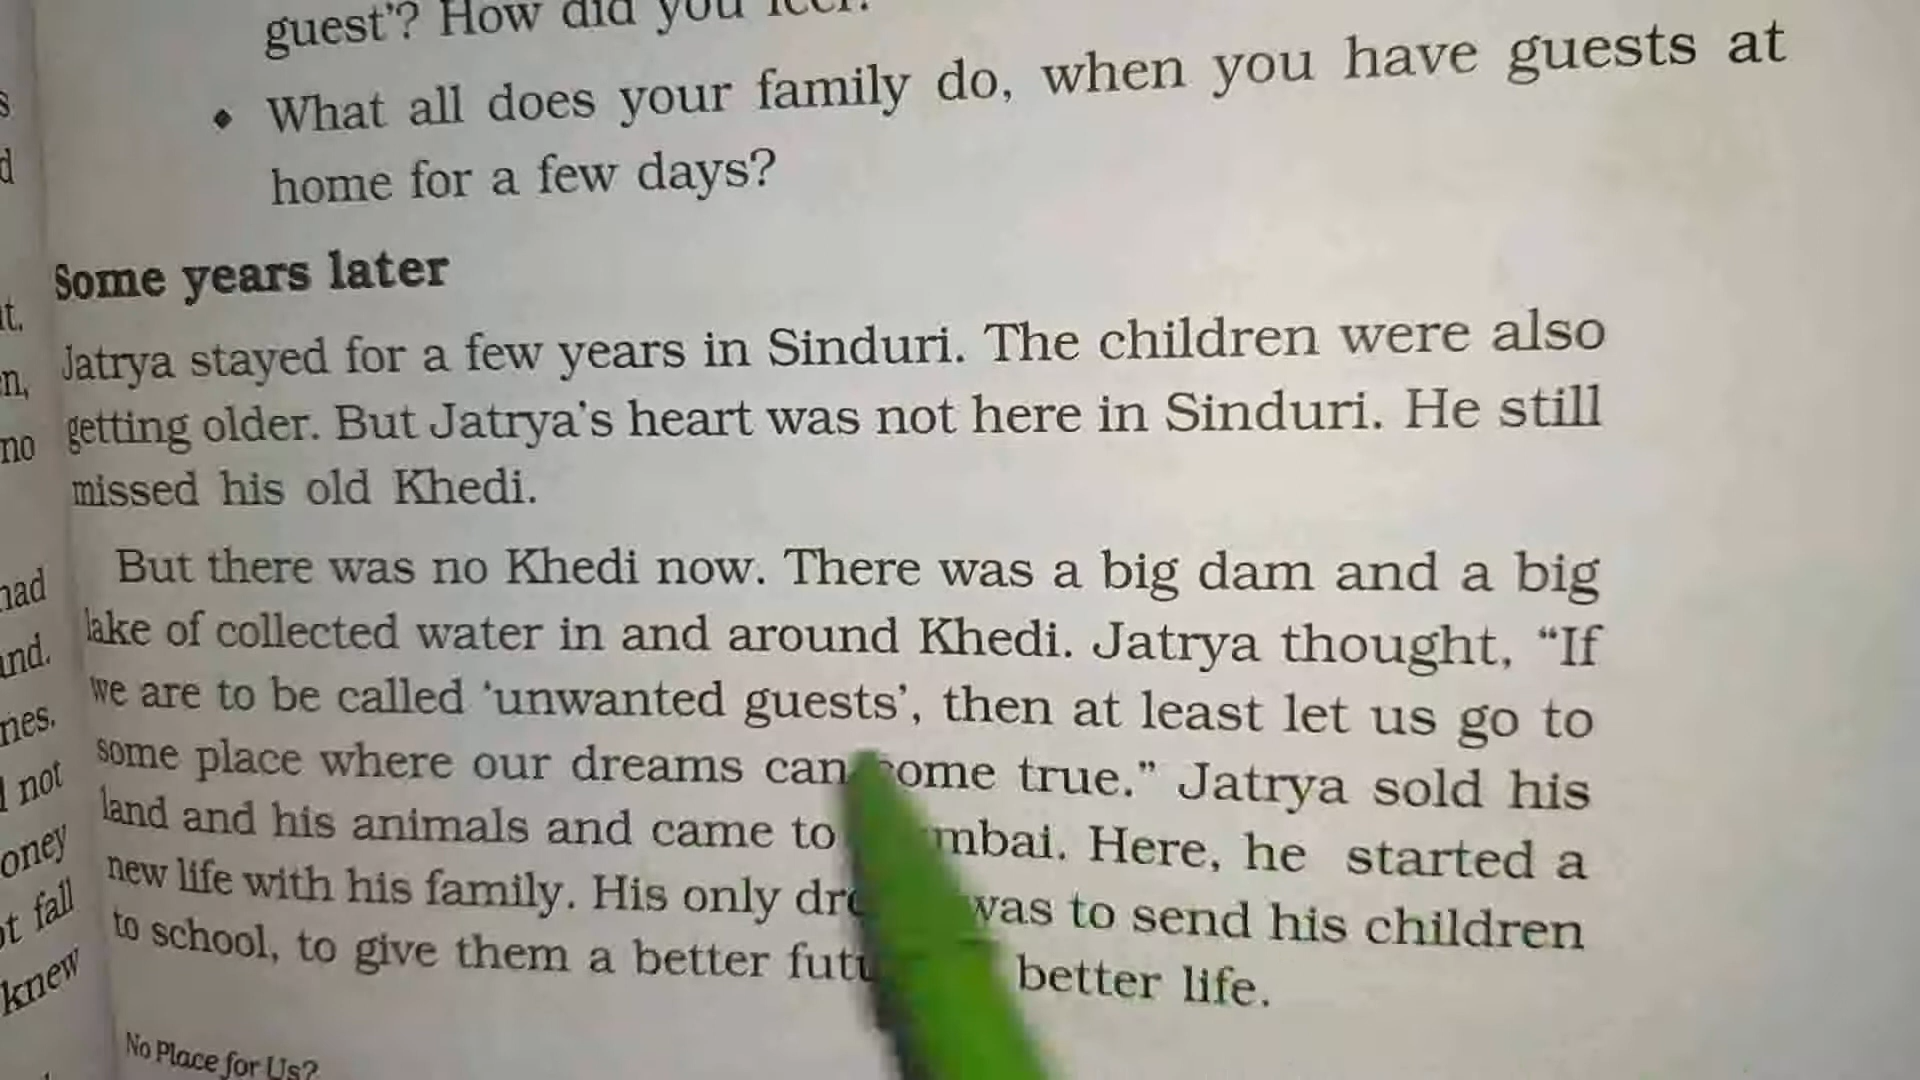 guest'? How did you
• What all does your family do, when you have guests at
home for a few days?
Some years later
Jatrya stayed for a few years in Sinduri. The children were also
getting older. But Jatrya's heart was not here in Sinduri. He still
missed his old Khedi.
But there was no Khedi now. There was a big dam and a big
lake of collected water in and around Khedi. Jatrya thought, "If
we are to be called 'unwanted guests', then at least let us go to
some place where our dreams can come true." Jatrya sold his
land and his animals and came to mbai. Here, he started a
new life with his family. His only was to send his children
to school, to give them a better better life.
No Place for Us?